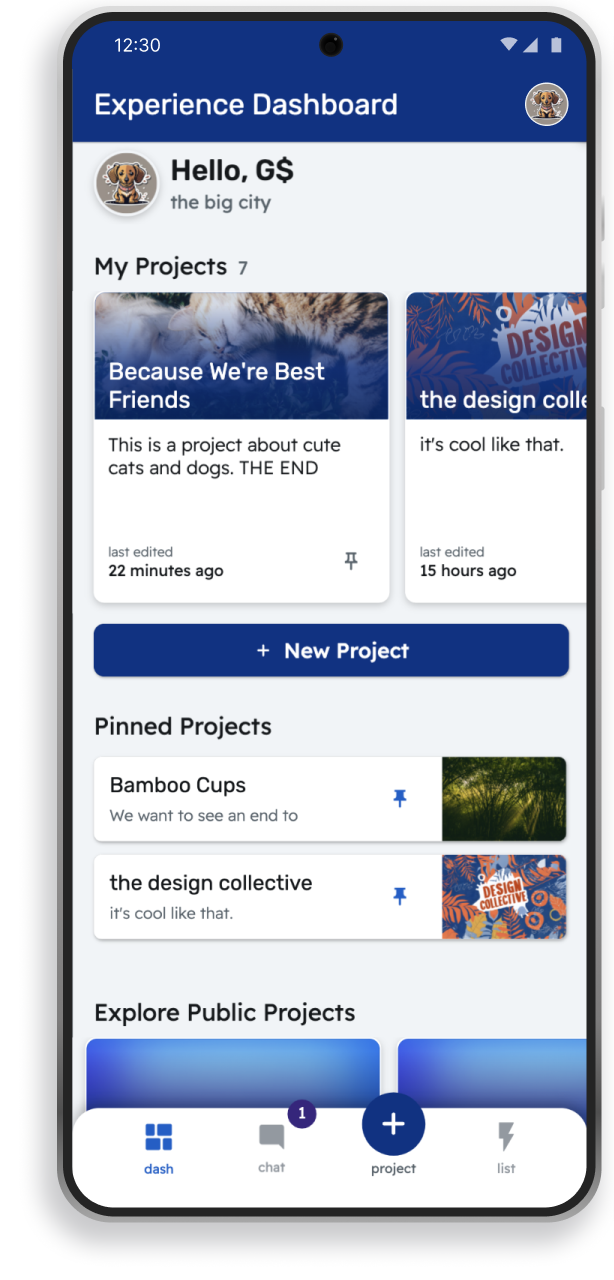 12:30
Experience Dashboard
Hello, G$
the big city
My Projects 7
Because We're Best
Friends
This is a project about cute
cats and dogs. THE END
last edited
22 minutes ago
DESIGN
COLLECTIV
the design colle
it's cool like that.
last edited
15 hours ago
+ New Project
Pinned Projects
Bamboo Cups
We want to see an end to
the design collective
it's cool like that.
DESIGN
COLLECTIVE
Explore Public Projects
dash
chat
1
+
project
list